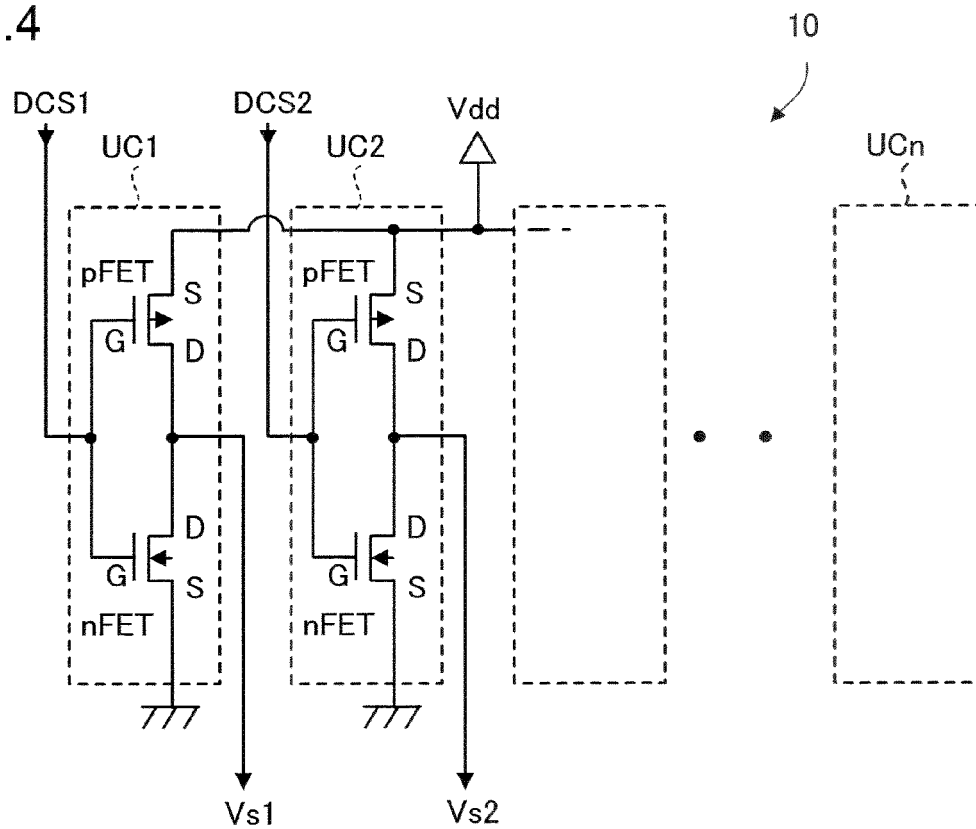 .4
10
DCS1
DCS2
Vdd
UC1
UC2
UCn
pFET
S
G
D
pFET
S
G
D
D
G
S
nFET
D
G
S
nFET
Vs1
Vs2